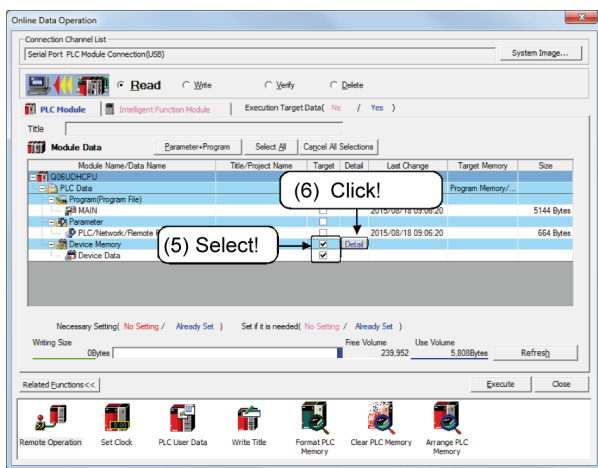 Online Data Operation
Connection Channel List
Serial Port PLC Module Connection(USB)
System Image...
Read Write Verify Delete
PLC Module Intelligent Function Module Execution Target Data( No / Yes )
Title
Module Data Parameter+Program Select All Cancel All Selections
Module Name/Data Name Title/Project Name Target Detail Last Change Target Memory Size
Q06UDHCPU
PLC Data Program Memory/...
(6) Click!
Program(Program File)
MAIN 2015/08/18 09:06:20 5144 Bytes
Parameter
PLC/Network/Remote 2015/08/18 09:06:20 664 Bytes
(5) Select!
Device Memory Detail
Device Data
Necessary Setting( No Setting / Already Set ) Set if it is needed( No Setting / Already Set )
Writing Size Free Volume Use Volume
0Bytes 239,952 5,808Bytes Refresh
Related Functions<< Execute Close
Remote Operation Set Clock PLC User Data Write Title Format PLC Memory Clear PLC Memory Arrange PLC Memory